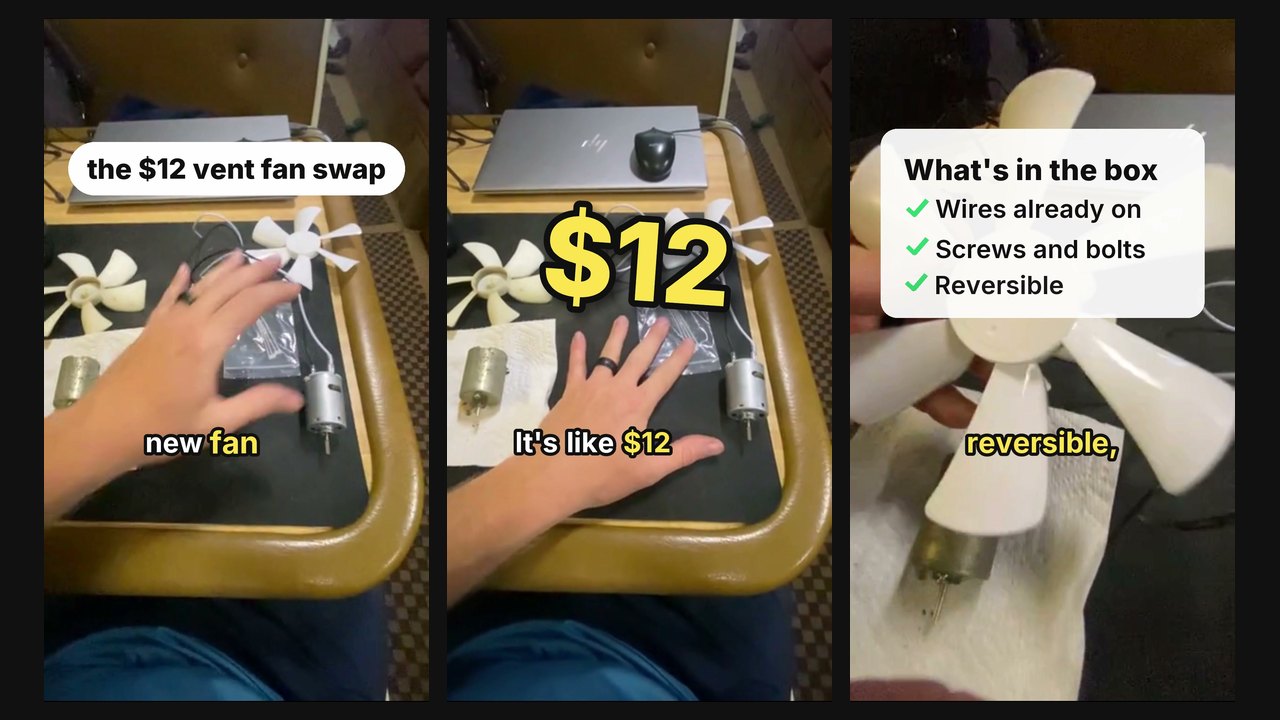 the $12 vent fan swap
new fan
$12
It's like $12
What's in the box
Wires already on
Screws and bolts
Reversible
reversible,